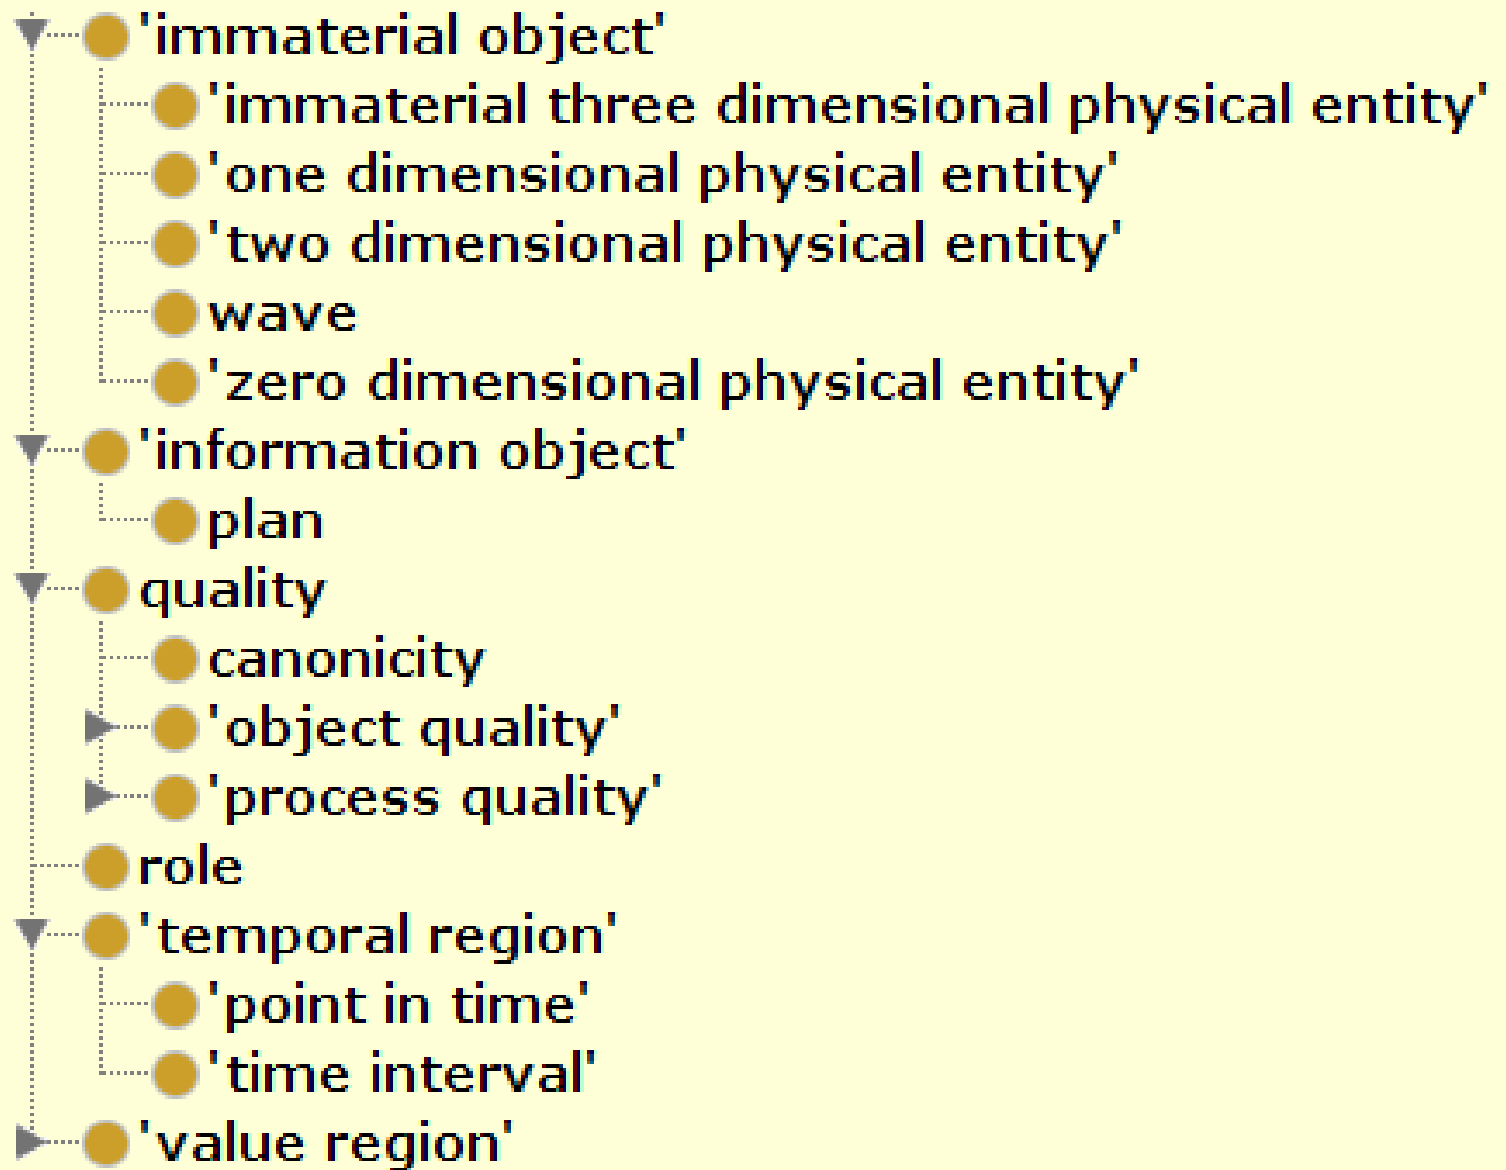 'immaterial object'
'immaterial three dimensional physical entity'
'one dimensional physical entity'
'two dimensional physical entity'
wave
'zero dimensional physical entity'
'information object'
plan
quality
canonicity
'object quality'
'process quality'
role
'temporal region'
'point in time'
'time interval'
'value region'